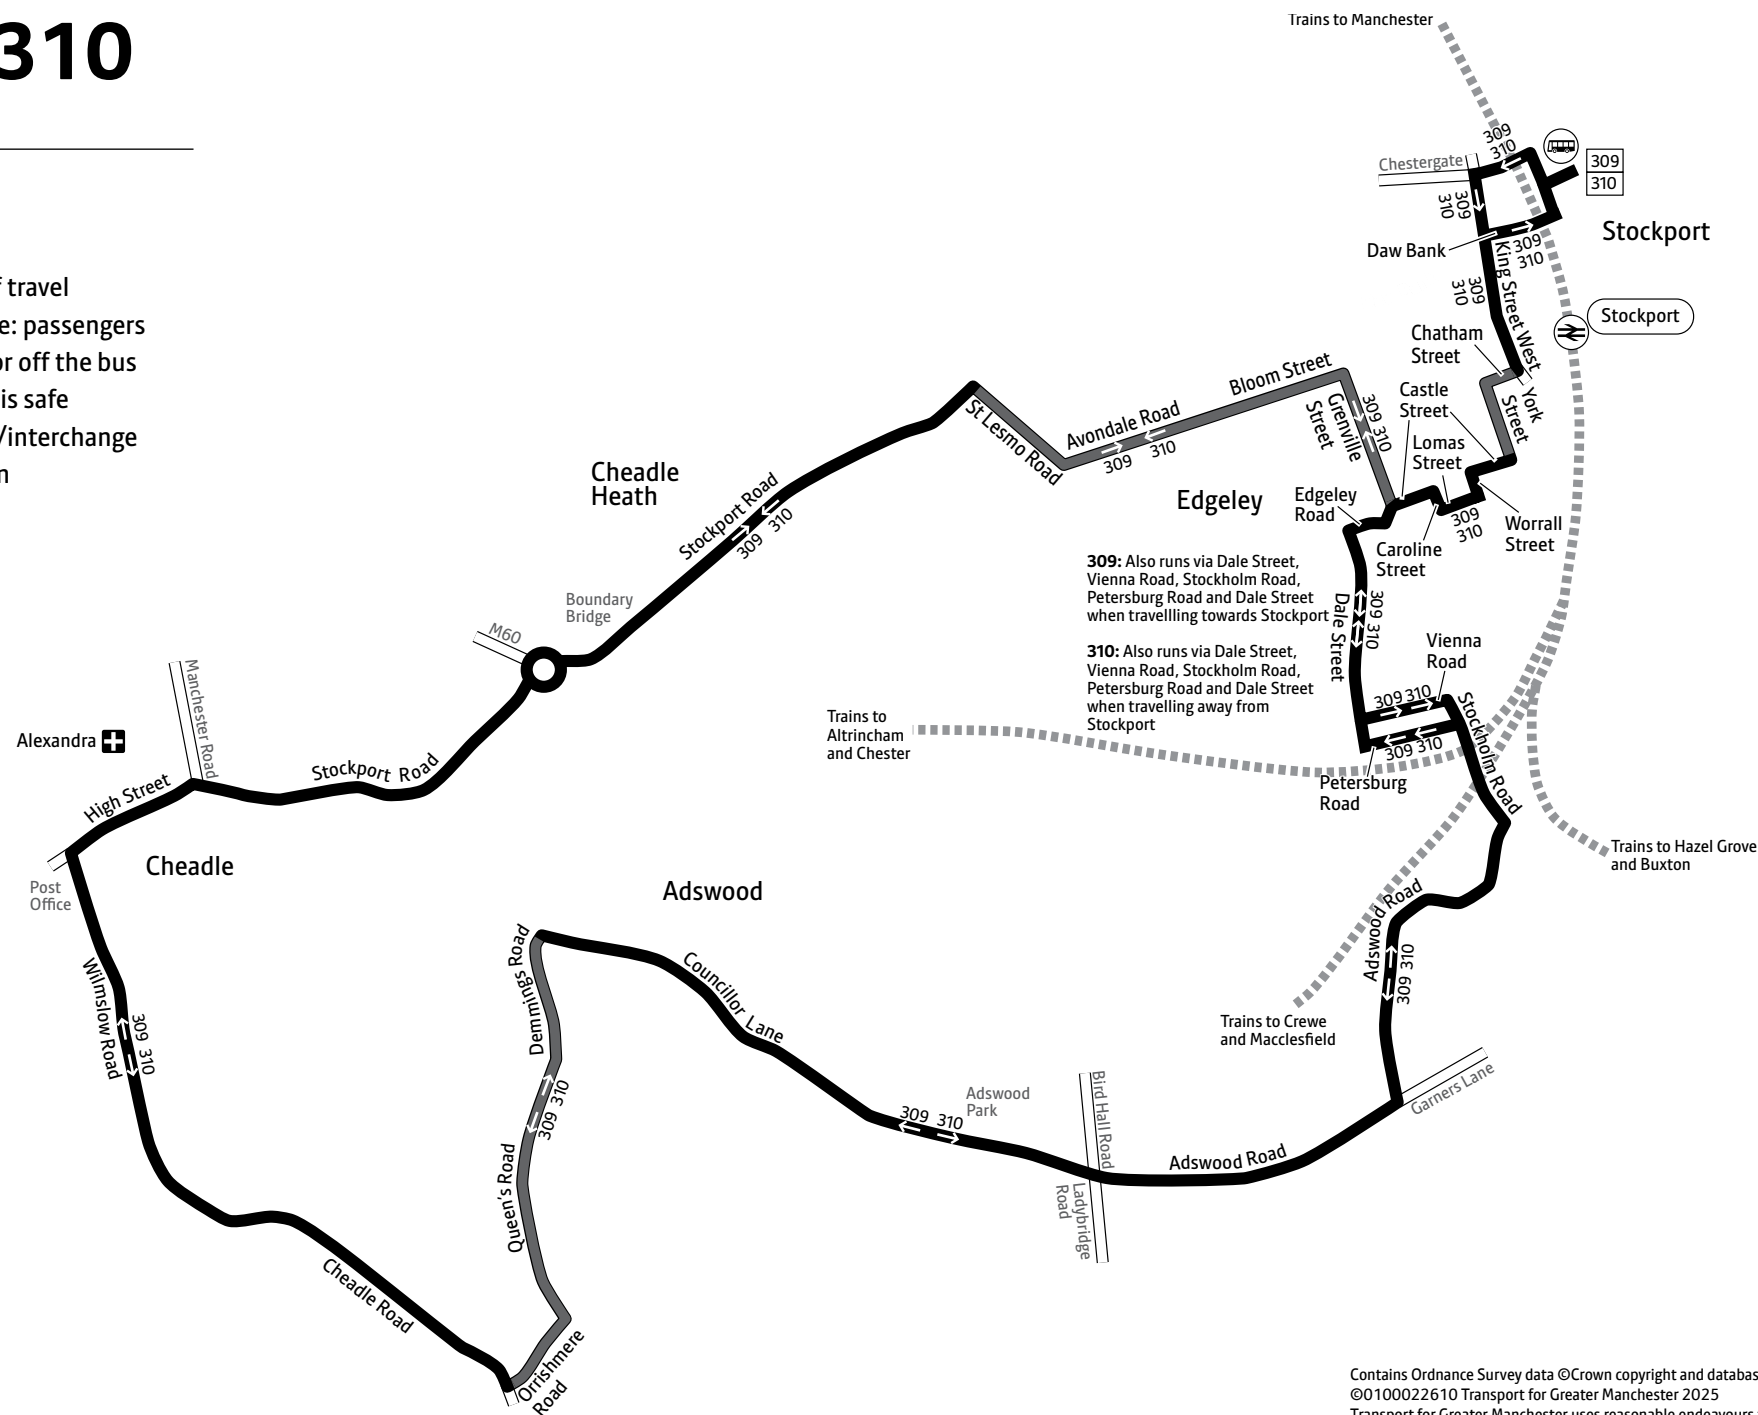 310
f travel
e: passengers
or off the bus
is safe
/interchange
n
Trains to Manchester
309
310
Chestergate
309
310
309
310
Stockport
Daw Bank
309
310
King Street West
309
310
Stockport
Chatham
Street
York
Street
Castle
Street
Lomas
Street
Bloom Street
Grenville
Street
309 310
Avondale Road
309
310
St Lesmo Road
Cheadle
Heath
Stockport Road
309
310
Edgeley
Edgeley
Road
309
310
Worrall
Street
Caroline
Street
309: Also runs via Dale Street,
Vienna Road, Stockholm Road,
Petersburg Road and Dale Street
when travellling towards Stockport
310: Also runs via Dale Street,
Vienna Road, Stockholm Road,
Petersburg Road and Dale Street
when travelling away from
Stockport
Dale Street
309 310
Vienna
Road
309 310
Stockholm Road
309 310
Petersburg
Road
Boundary
Bridge
M60
Manchester Road
Alexandra
Stockport Road
High Street
Trains to
Altrincham
and Chester
Trains to Hazel Grove
and Buxton
Cheadle
Post
Office
Adswood
Adswood Road
309 310
Demmings Road
Councillor Lane
Wilmslow Road
309 310
Trains to Crewe
and Macclesfield
309 310
Queen's Road
309 310
Adswood
Park
Bird Hall Road
Ladybridge
Road
Garners Lane
Adswood Road
Cheadle Road
Orrishmere
Road
Contains Ordnance Survey data ©Crown copyright and databas
©0100022610 Transport for Greater Manchester 2025
Transport for Greater Manchester uses reasonable endeavours